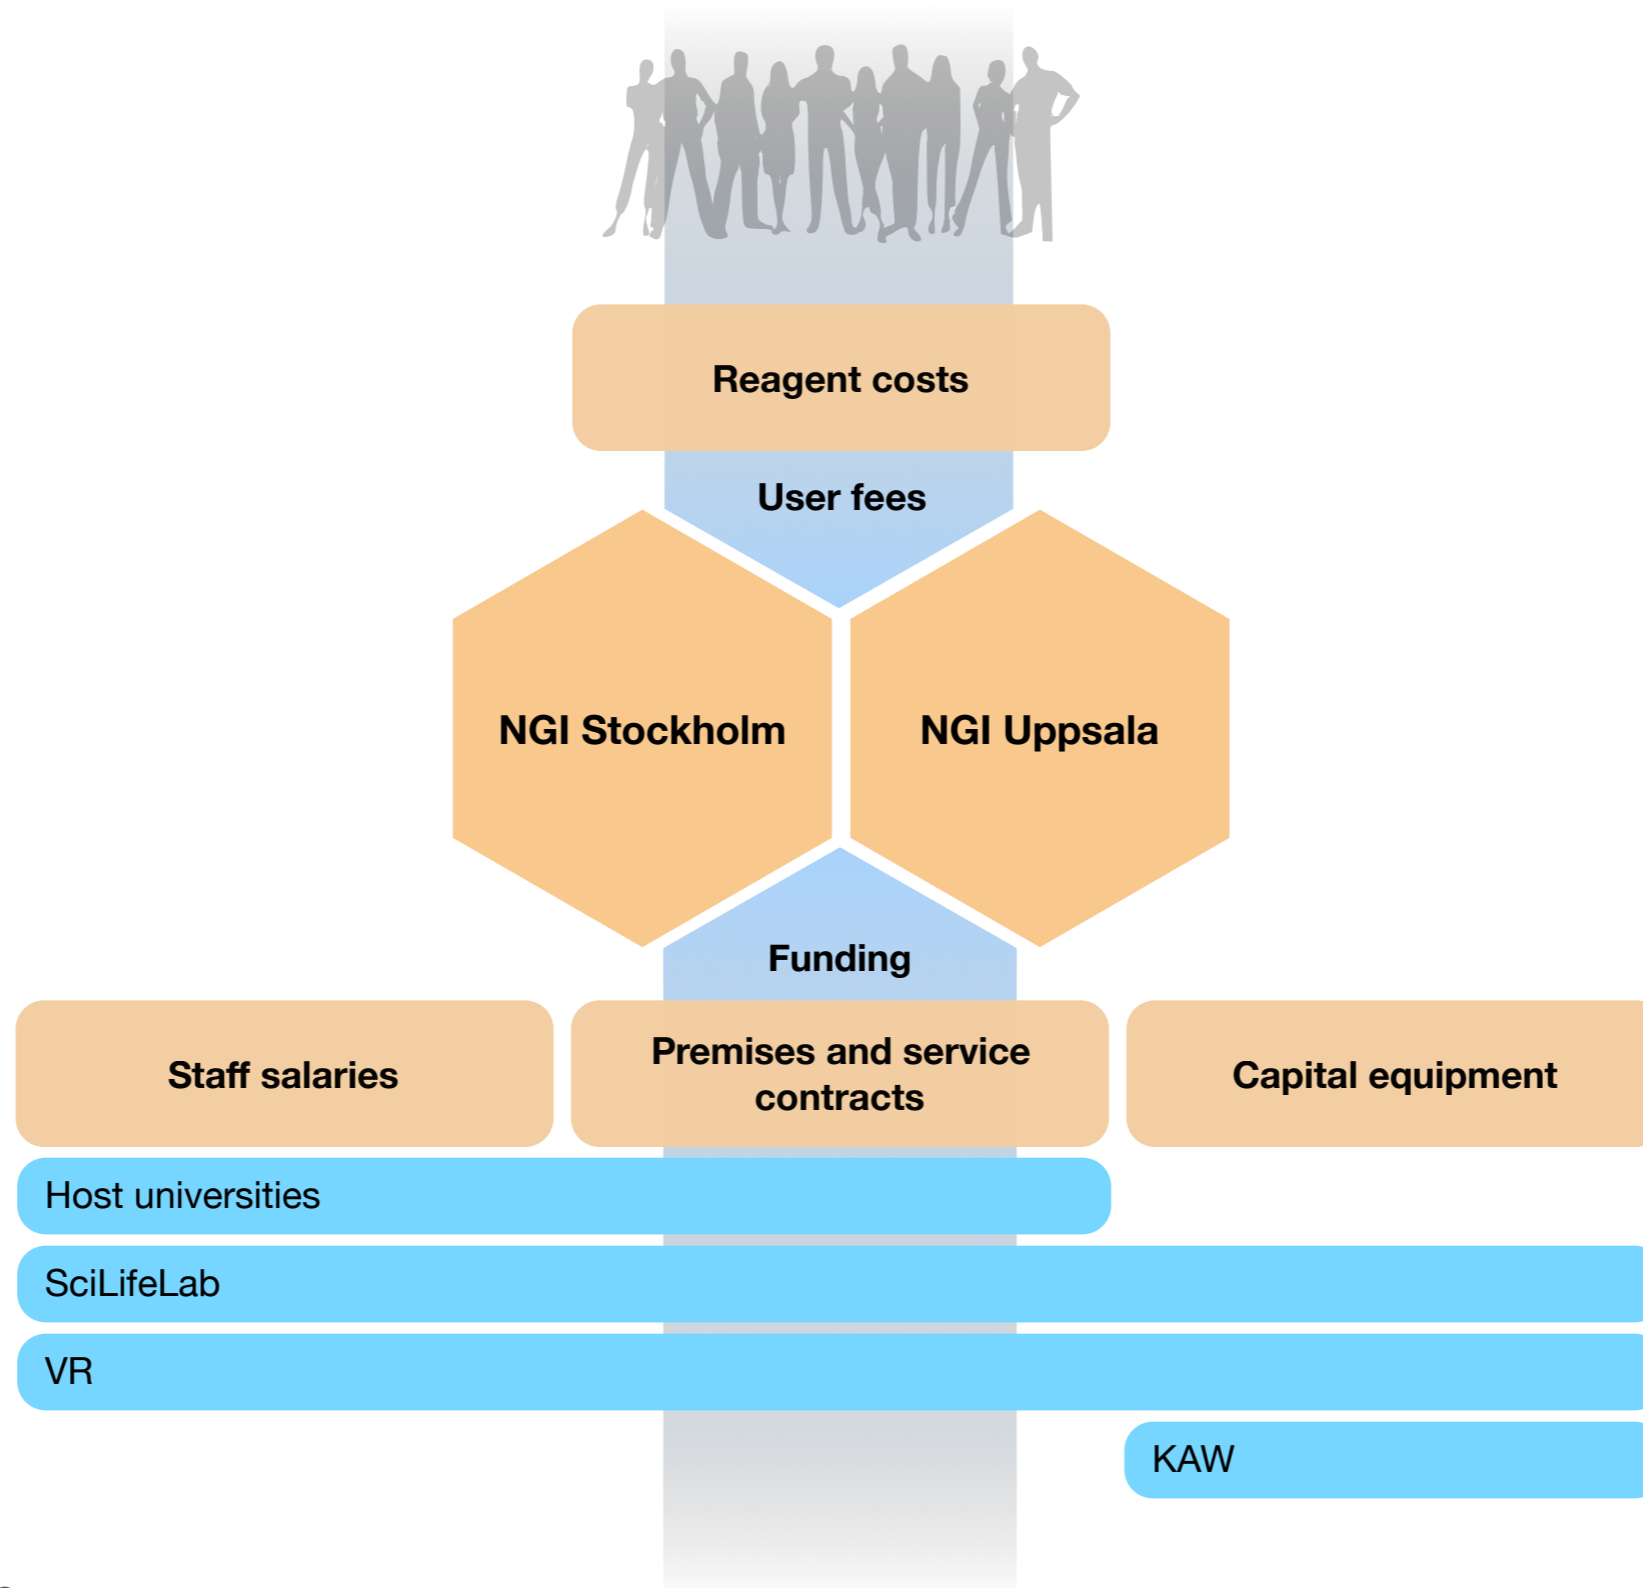 Reagent costs
User fees
NGI Stockholm
NGI Uppsala
Funding
Staff salaries
Premises and service
contracts
Capital equipment
Host universities
SciLifeLab
VR
KAW